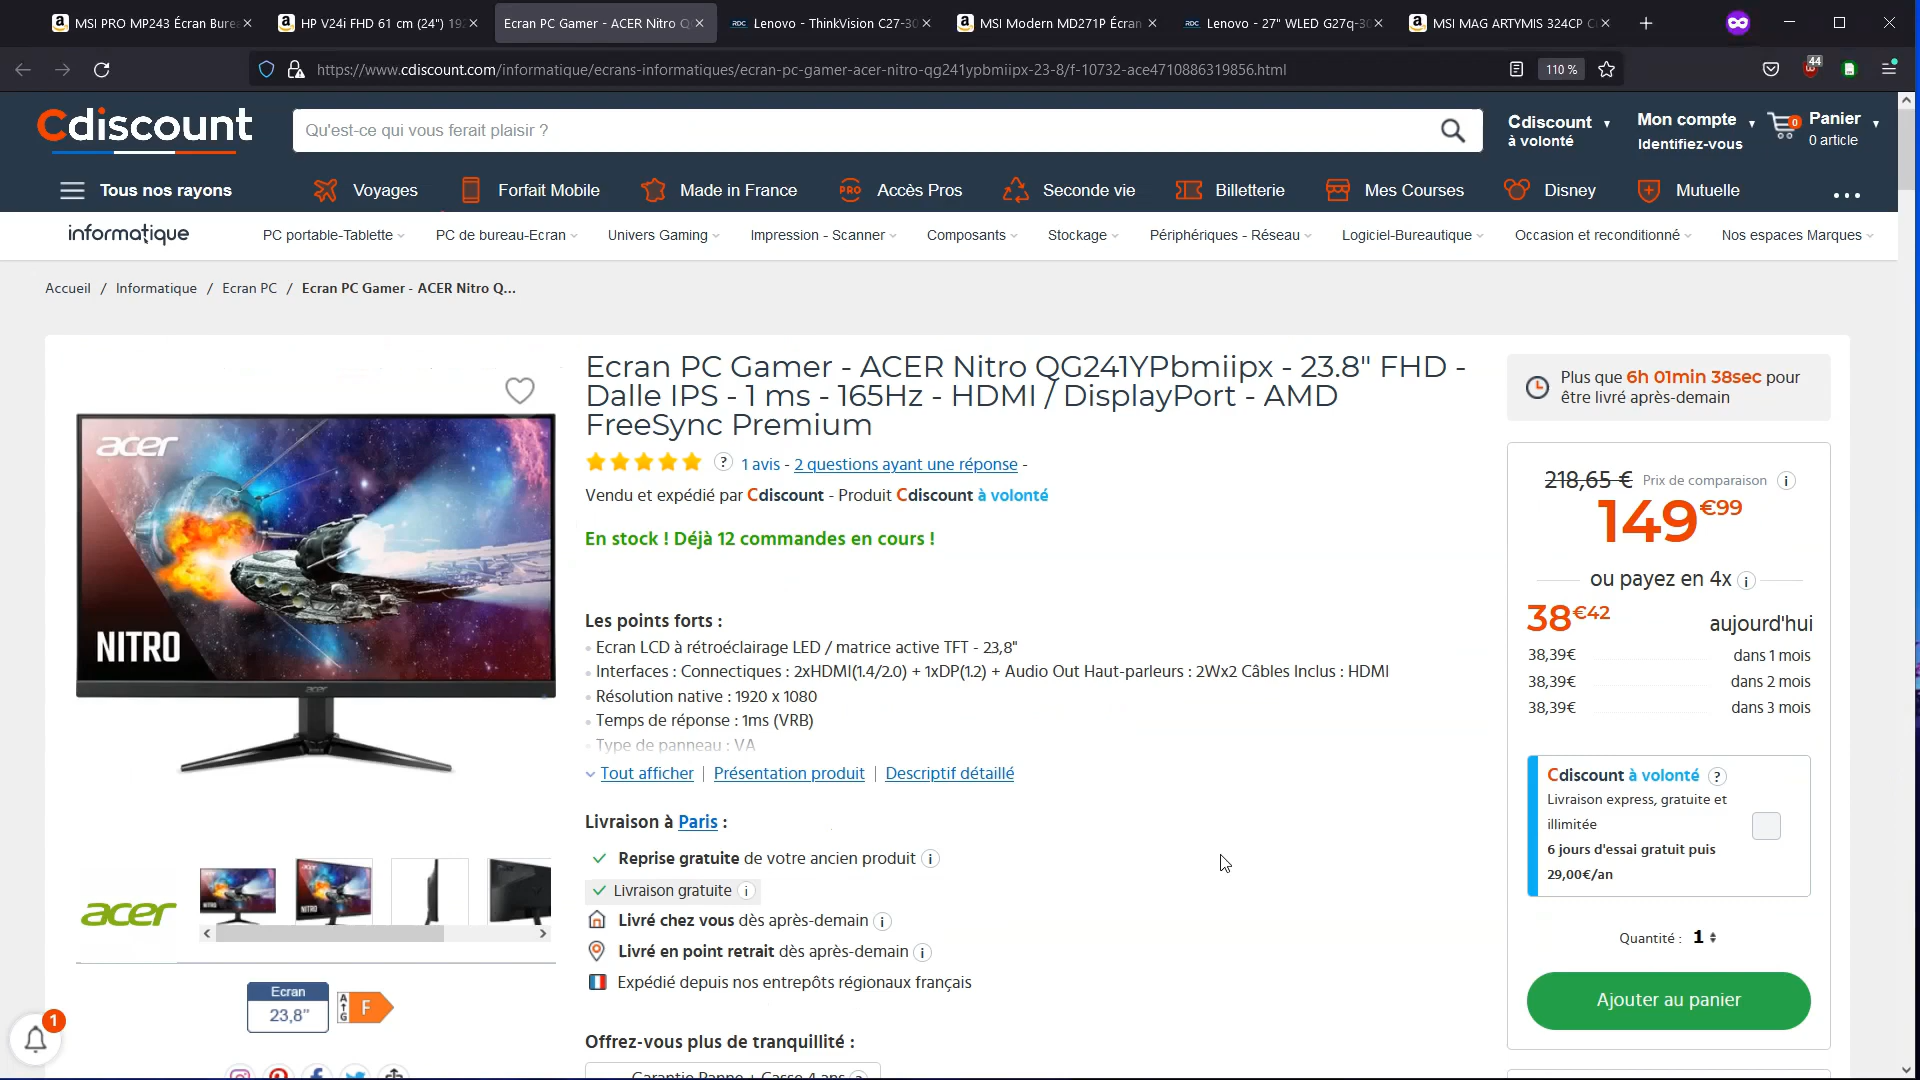 MSI PRO MP243 Écran Bure
HP V24i FHD 61 cm (24") 19
Ecran PC Gamer - ACER Nitro Q
RDC Lenovo - ThinkVision C27-30
MSI Modern MD271P Écran
RDC Lenovo - 27" WLED G27q-30
MSI MAG ARTYMIS 324CP C
https://www.cdiscount.com/informatique/ecrans-informatiques/ecran-pc-gamer-acer-nitro-qg241ypbmiipx-23-8/f-10732-ace4710886319856.html
110 %
44
Cdiscount
Qu'est-ce qui vous ferait plaisir ?
Cdiscount
à volonté
Mon compte
Identifiez-vous
0
Panier
0 article
Tous nos rayons
Voyages
Forfait Mobile
Made in France
PRO Accès Pros
Seconde vie
Billetterie
Mes Courses
Disney
Mutuelle
...
informatique
PC portable-Tablette
PC de bureau-Ecran
Univers Gaming
Impression - Scanner
Composants
Stockage
Périphériques - Réseau
Logiciel-Bureautique
Occasion et reconditionné
Nos espaces Marques
Accueil / Informatique / Ecran PC / Ecran PC Gamer - ACER Nitro Q...
acer
NITRO
acer
Ecran PC Gamer - ACER Nitro QG241YPbmiipx - 23.8" FHD -
Dalle IPS - 1 ms - 165Hz - HDMI / DisplayPort - AMD
FreeSync Premium
? 1 avis - 2 questions ayant une réponse -
Vendu et expédié par Cdiscount - Produit Cdiscount à volonté
En stock ! Déjà 12 commandes en cours !
Les points forts :
Ecran LCD à rétroéclairage LED / matrice active TFT - 23,8"
Interfaces : Connectiques : 2xHDMI(1.4/2.0) + 1xDP(1.2) + Audio Out Haut-parleurs : 2Wx2 Câbles Inclus : HDMI
Résolution native : 1920 x 1080
Temps de réponse : 1ms (VRB)
Type de panneau : VA
Tout afficher | Présentation produit | Descriptif détaillé
Livraison à Paris :
Reprise gratuite de votre ancien produit i
Livraison gratuite i
Livré chez vous dès après-demain i
Livré en point retrait dès après-demain i
Expédié depuis nos entrepôts régionaux français
Offrez-vous plus de tranquillité :
Garantie Panne + Casse 4 ans
acer
Ecran
23,8"
A
G
F
1
Plus que 6h 01min 38sec pour
être livré après-demain
218,65 € Prix de comparaison i
149€99
ou payez en 4x i
38€42 aujourd'hui
38,39€ dans 1 mois
38,39€ dans 2 mois
38,39€ dans 3 mois
Cdiscount à volonté ?
Livraison express, gratuite et
illimitée
6 jours d'essai gratuit puis
29,00€/an
Quantité : 1
Ajouter au panier